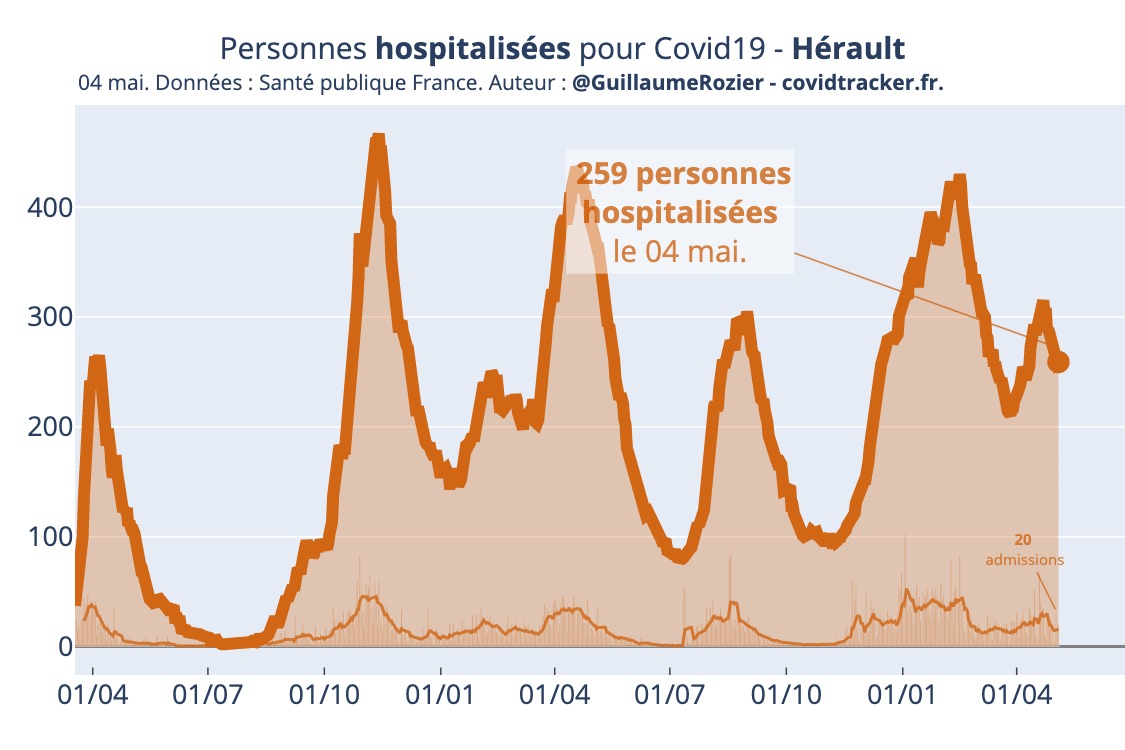 Personnes hospitalisées pour Covid19 - Hérault
04 mai. Données : Santé publique France. Auteur : @GuillaumeRozier - covidtracker.fr.
259 personnes
hospitalisées
le 04 mai.
400
300
200
100
0
20
admissions
01/04 01/07 01/10 01/01 01/04 01/07 01/10 01/01 01/04